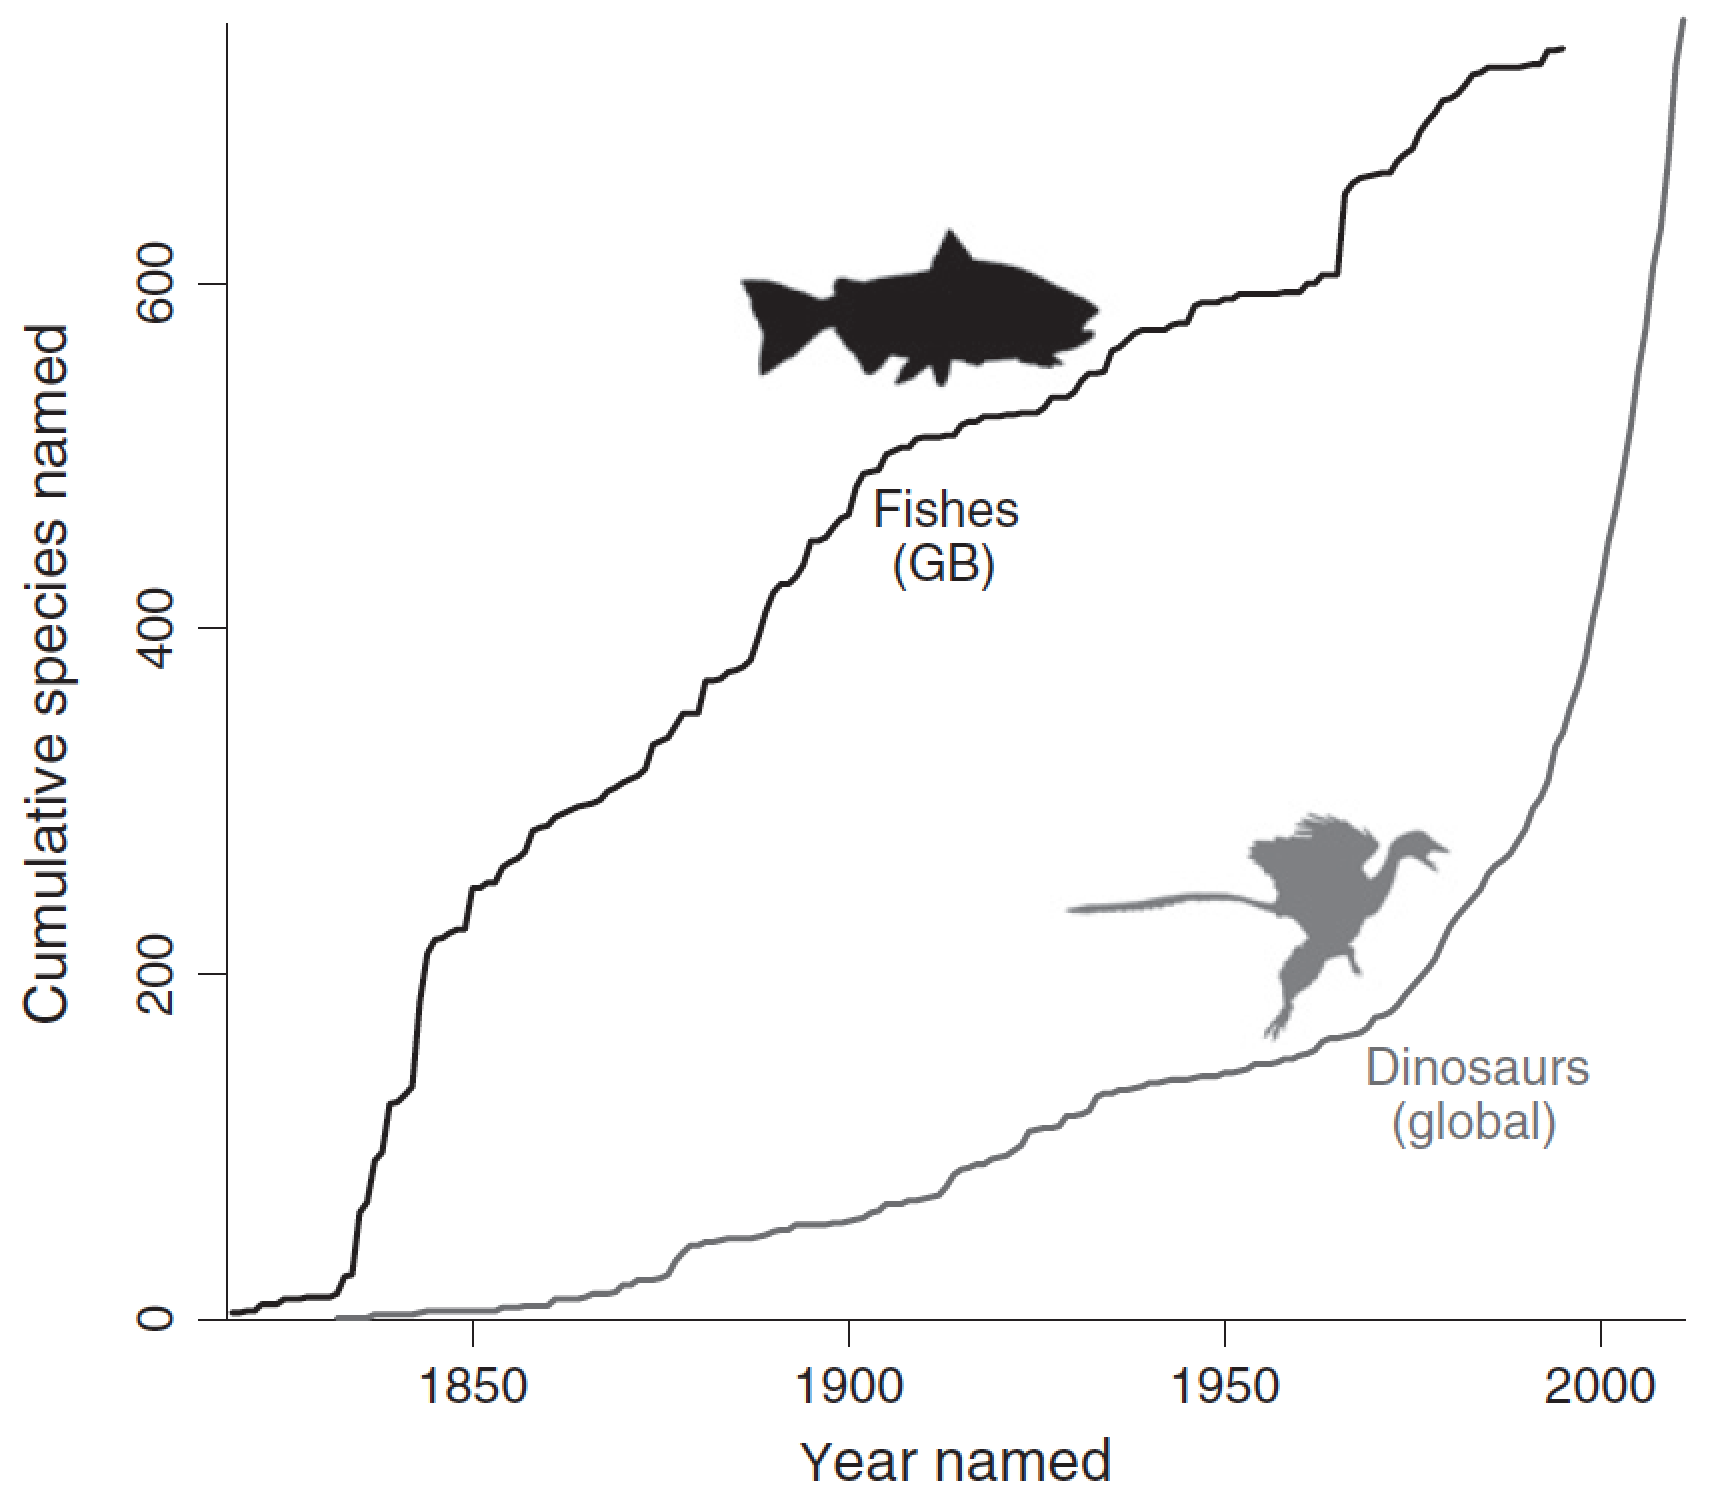 Cumulative species named
600
400
200
0
Fishes
(GB)
Dinosaurs
(global)
1850 1900 1950 2000
Year named